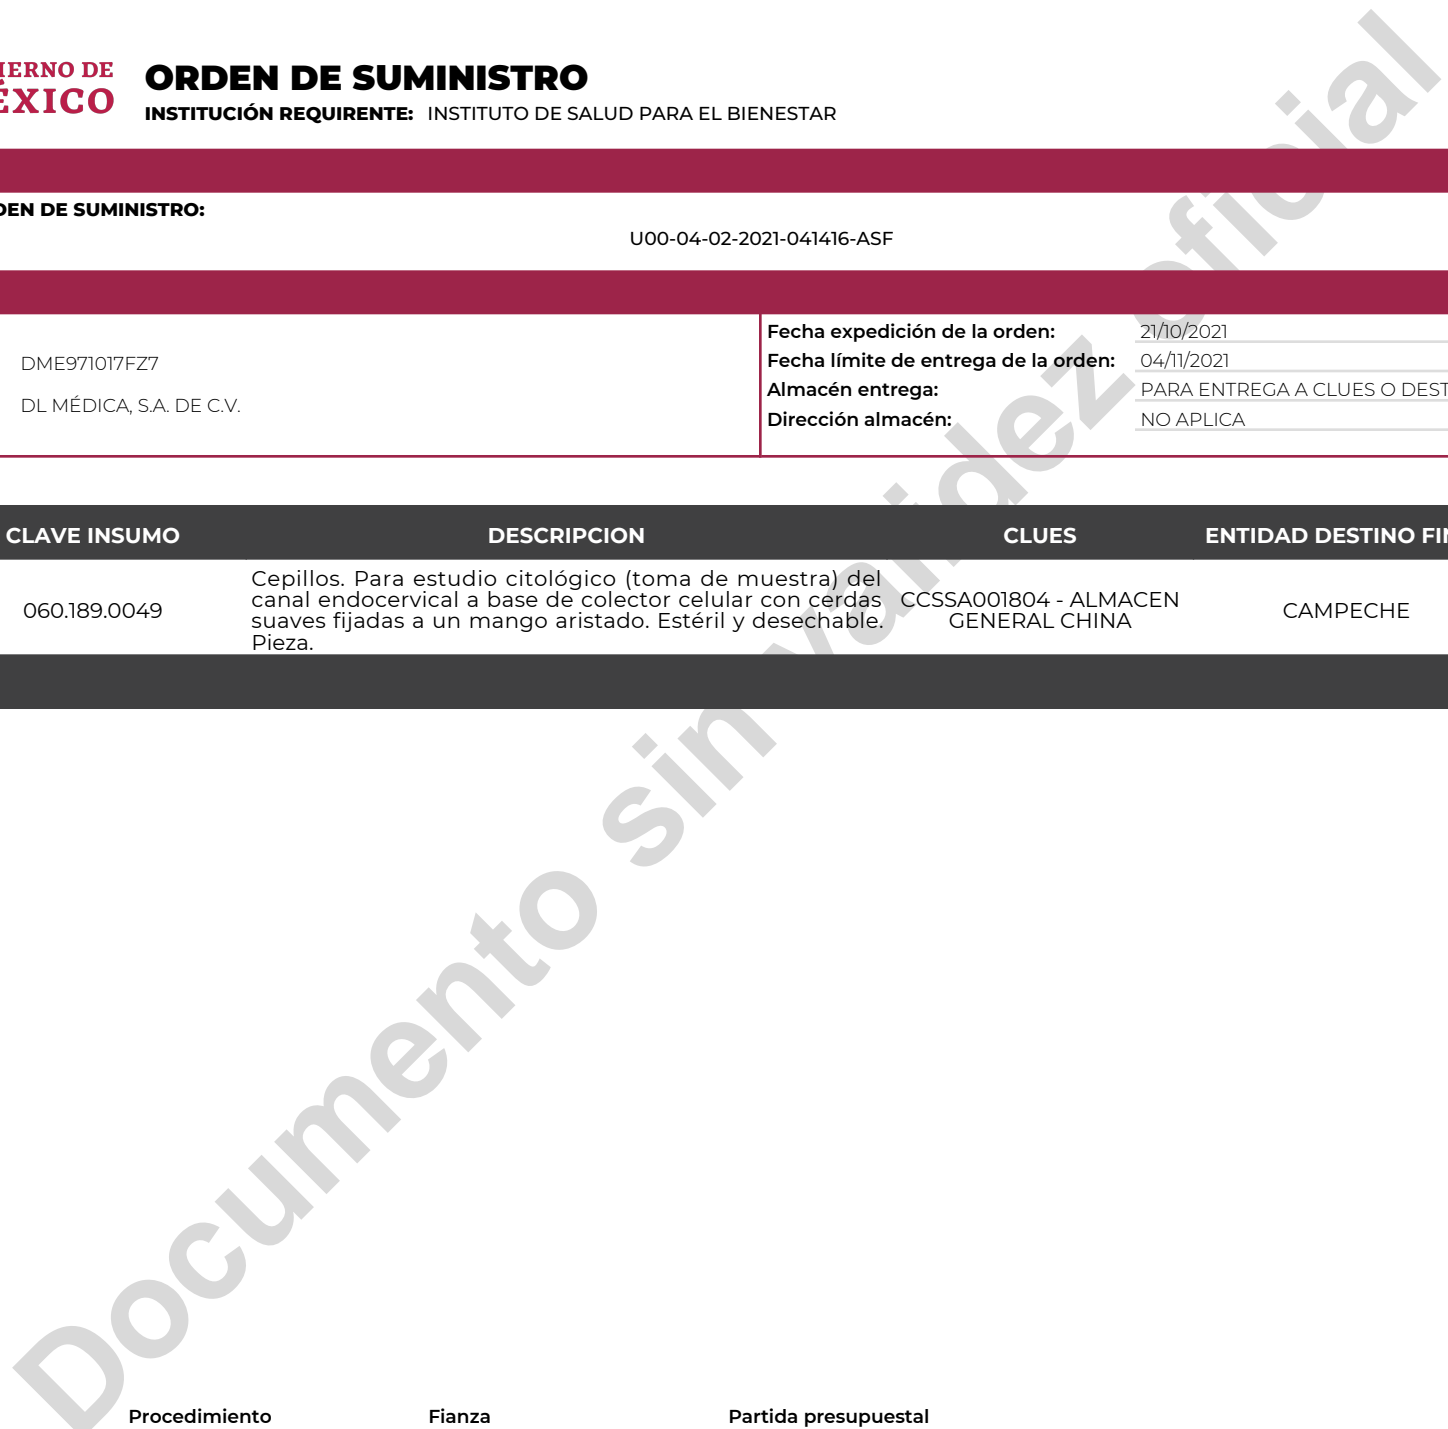 IERNO DE
ÉXICO
ORDEN DE SUMINISTRO
INSTITUCIÓN REQUIRENTE: INSTITUTO DE SALUD PARA EL BIENESTAR
DEN DE SUMINISTRO:
U00-04-02-2021-041416-ASF
DME971017FZ7
DL MÉDICA, S.A. DE C.V.
Fecha expedición de la orden: 21/10/2021
Fecha límite de entrega de la orden: 04/11/2021
Almacén entrega: PARA ENTREGA A CLUES O DEST
Dirección almacén: NO APLICA
CLAVE INSUMO DESCRIPCION CLUES ENTIDAD DESTINO FIN
060.189.0049
Cepillos. Para estudio citológico (toma de muestra) del
canal endocervical a base de colector celular con cerdas
suaves fijadas a un mango aristado. Estéril y desechable.
Pieza.
CCSSA001804 - ALMACEN
GENERAL CHINA
CAMPECHE
Documento sin validez oficial
Procedimiento Fianza Partida presupuestal